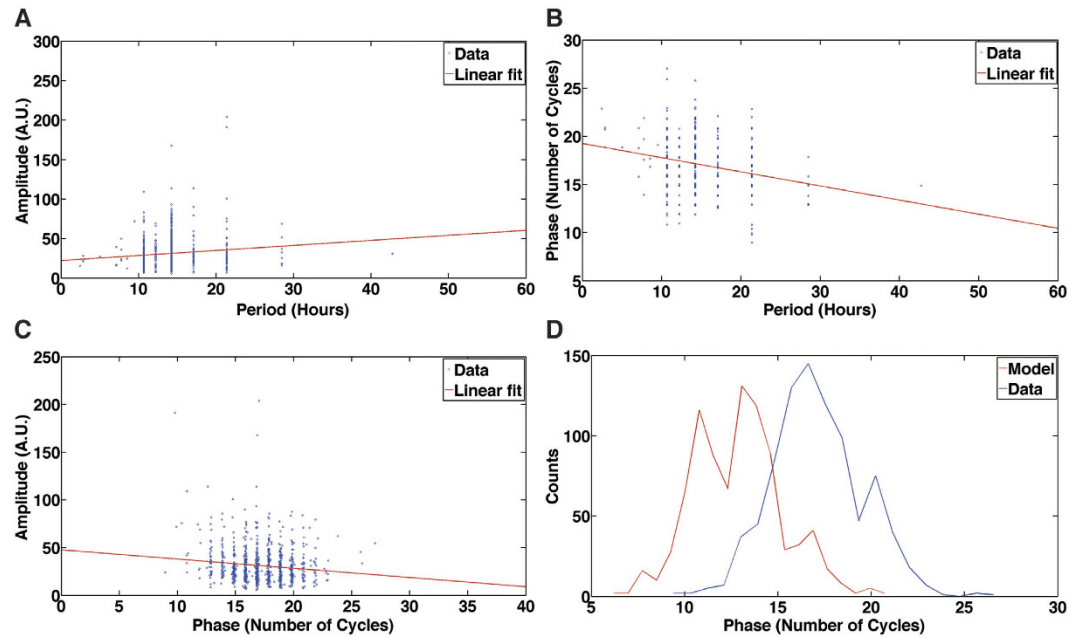 A
300
250
200
150
100
50
0
Amplitude (A.U.)
Data
Linear fit
0 10 20 30 40 50 60
Period (Hours)
B
30
25
20
15
10
5
Phase (Number of Cycles)
Data
Linear fit
0 10 20 30 40 50 60
Period (Hours)
C
250
200
150
100
50
0
Amplitude (A.U.)
Data
Linear fit
0 5 10 15 20 25 30 35 40
Phase (Number of Cycles)
D
150
100
50
0
Counts
Model
Data
5 10 15 20 25 30
Phase (Number of Cycles)